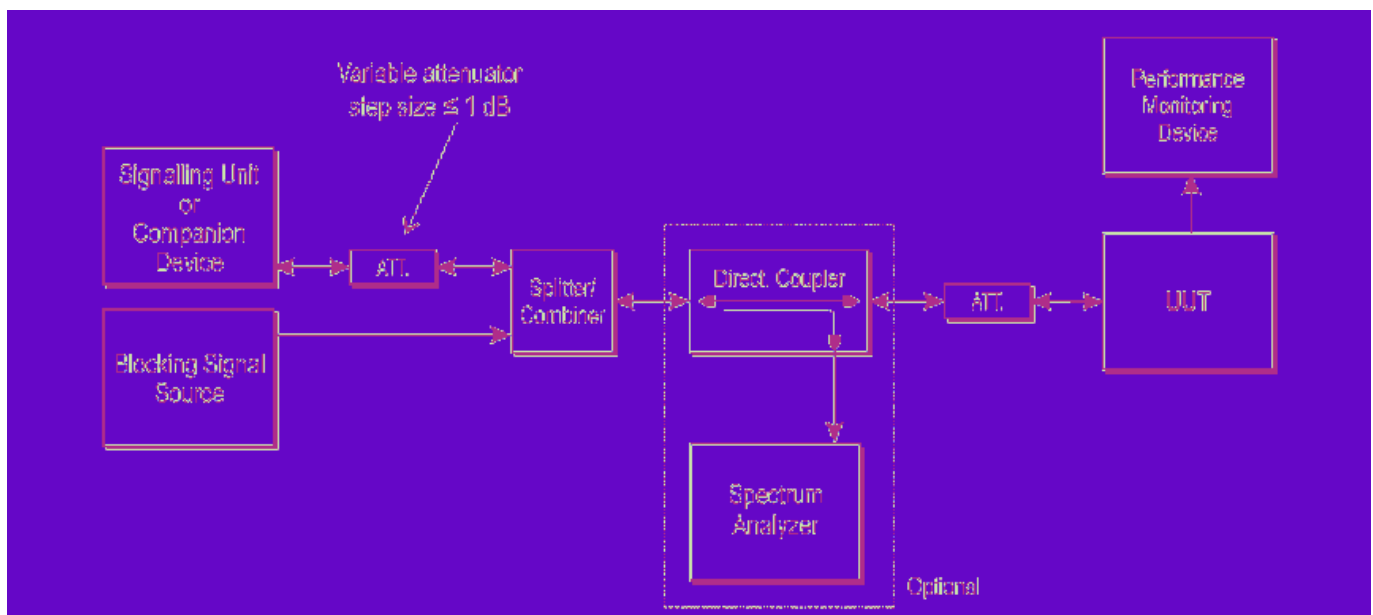 Variable attenuator
step size ≤ 1 dB
Performance
Monitoring
Device
Signalling Unit
or
Companion
Device
ATT.
Splitter/
Combiner
Direct. Coupler
ATT.
UUT
Blocking Signal
Source
Spectrum
Analyzer
Optional